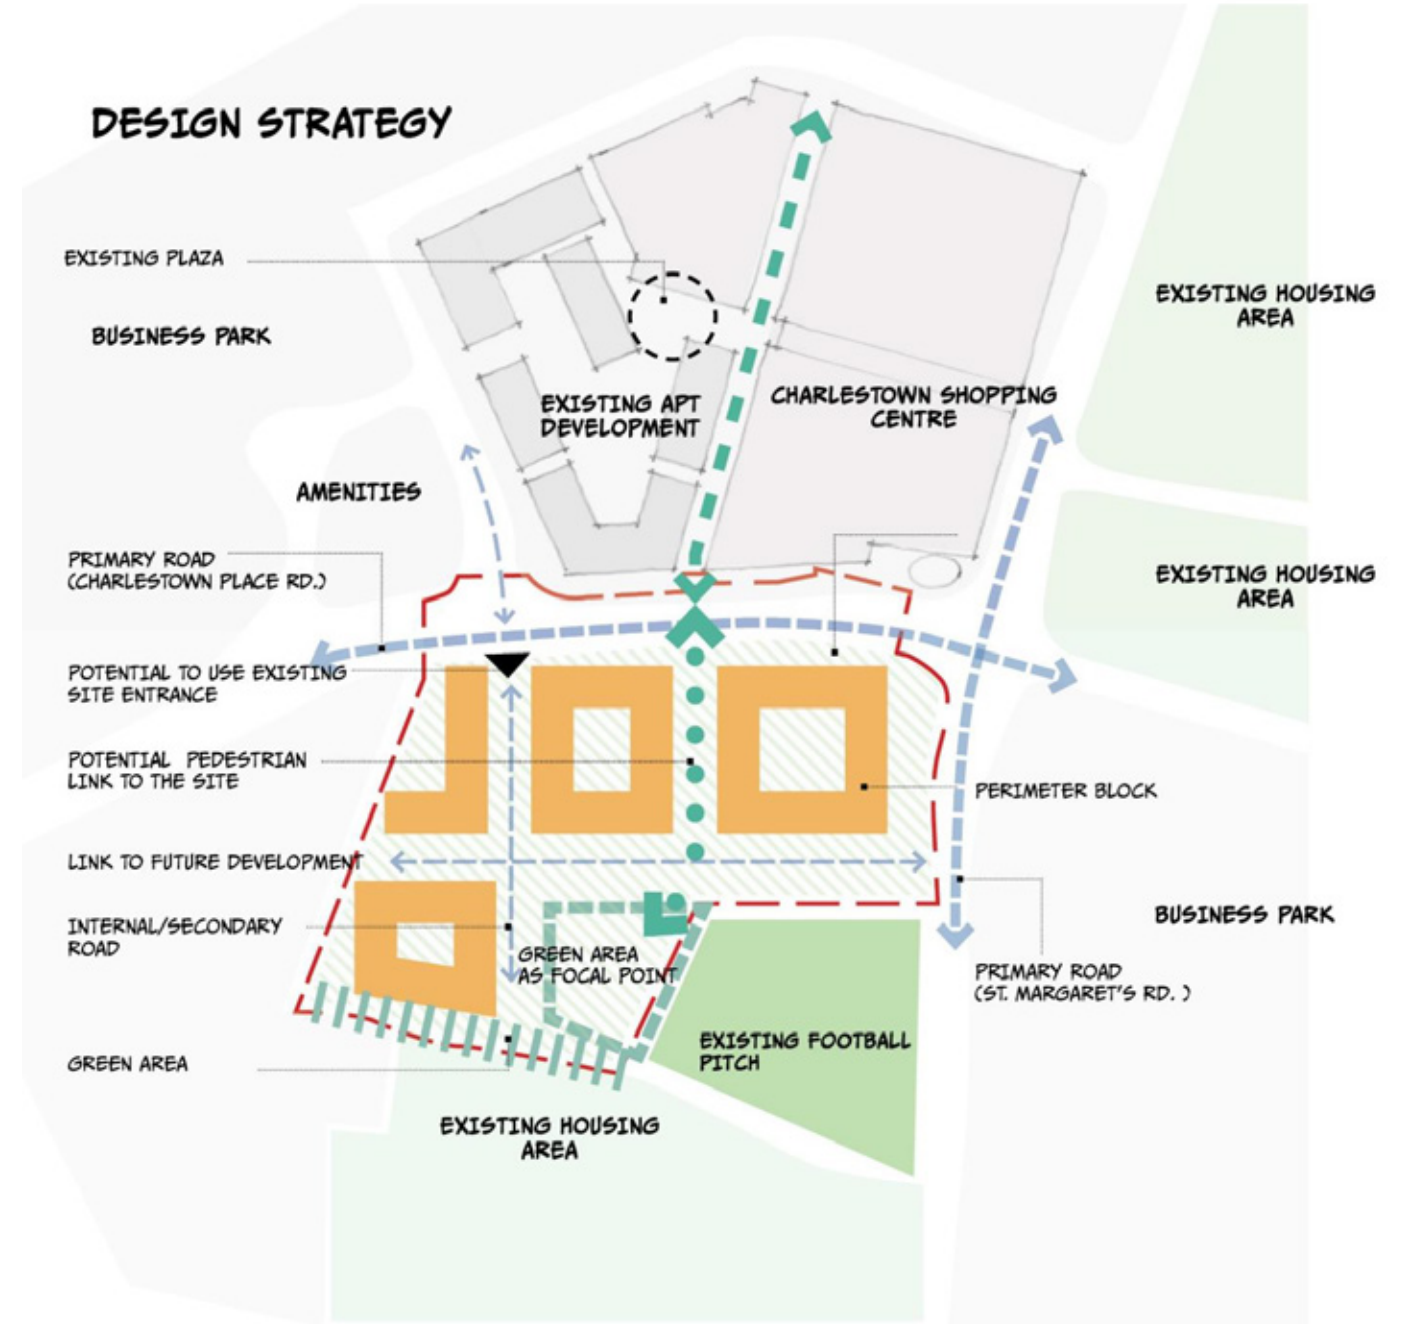 DESIGN STRATEGY
EXISTING PLAZA
BUSINESS PARK
EXISTING HOUSING
AREA
EXISTING APT
DEVELOPMENT
CHARLESTOWN SHOPPING
CENTRE
AMENITIES
PRIMARY ROAD
(CHARLESTOWN PLACE RD.)
EXISTING HOUSING
AREA
POTENTIAL TO USE EXISTING
SITE ENTRANCE
POTENTIAL PEDESTRIAN
LINK TO THE SITE
PERIMETER BLOCK
LINK TO FUTURE DEVELOPMENT
INTERNAL/SECONDARY
ROAD
GREEN AREA
AS FOCAL POINT
BUSINESS PARK
PRIMARY ROAD
(ST. MARGARET'S RD. )
EXISTING FOOTBALL
PITCH
GREEN AREA
EXISTING HOUSING
AREA